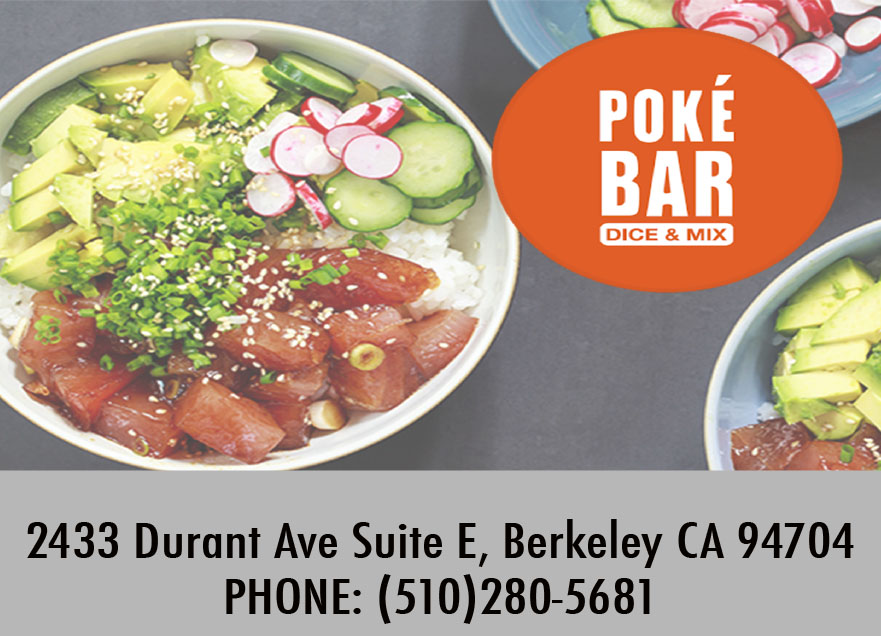 POKÉ
BAR
DICE & MIX
2433 Durant Ave Suite E, Berkeley CA 94704
PHONE: (510)280-5681